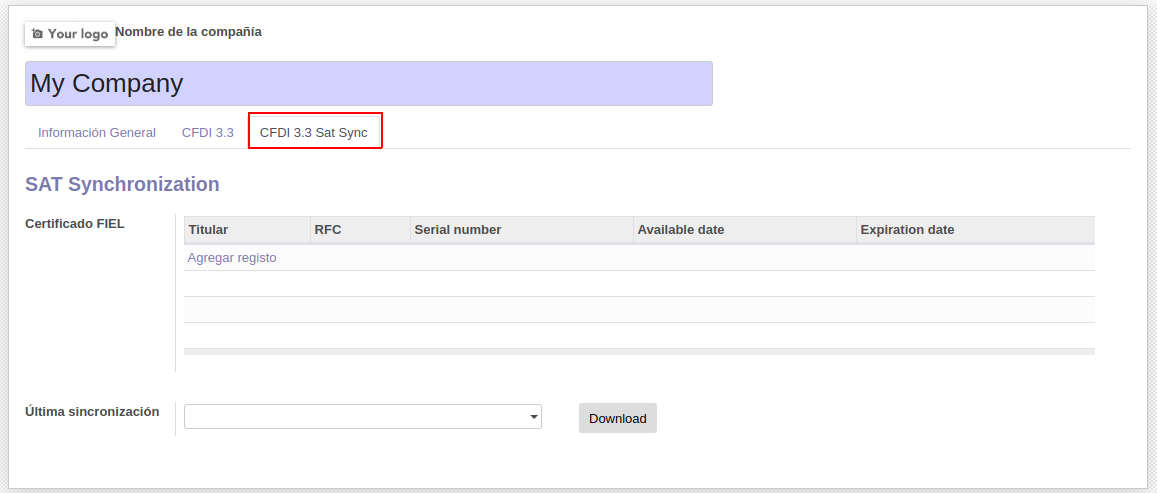 Your logo Nombre de la compañía
My Company
Información General CFDI 3.3 CFDI 3.3 Sat Sync
SAT Synchronization
Certificado FIEL
Titular RFC Serial number Available date Expiration date
Agregar registo
Última sincronización Download